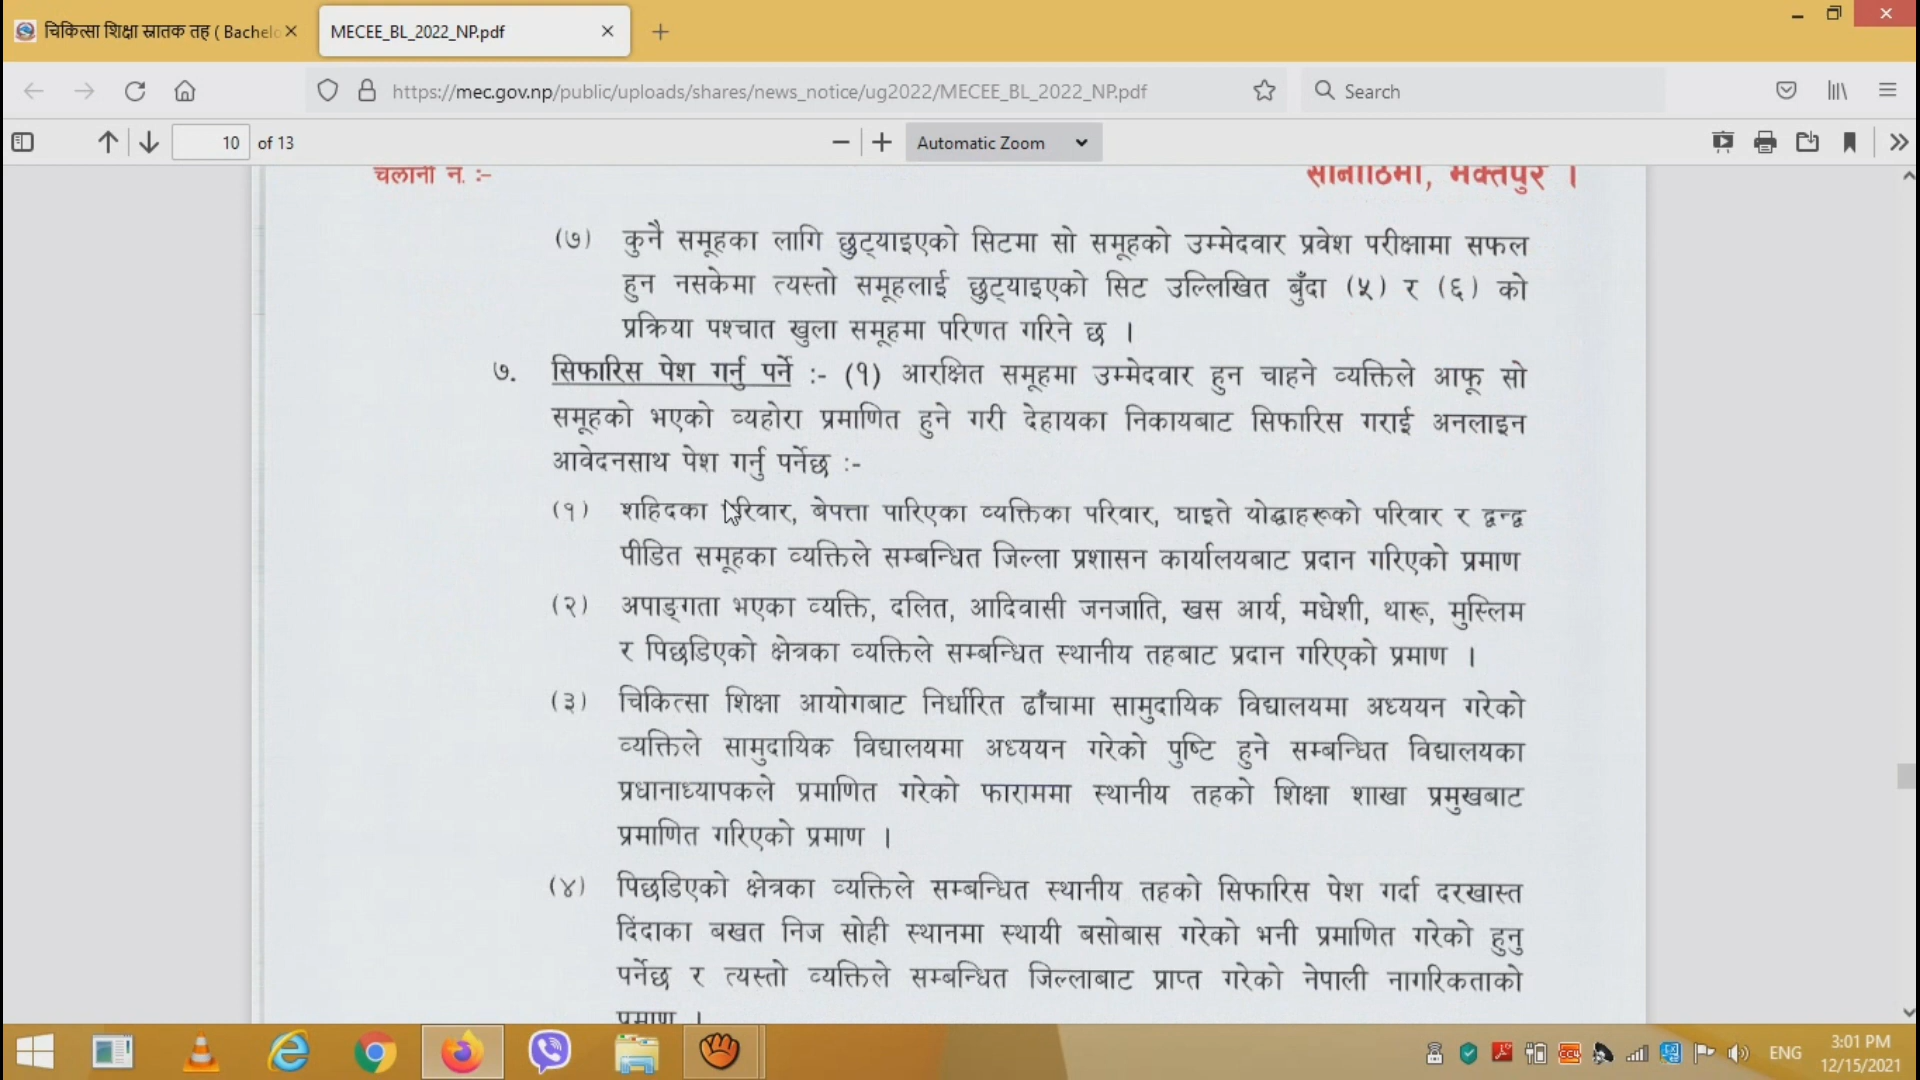 चिकित्सा शिक्षा स्नातक तह ( Bachelo
MECEE_BL_2022_NP.pdf
https://mec.gov.np/public/uploads/shares/news_notice/ug2022/MECEE_BL_2022_NP.pdf
Search
10 of 13
Automatic Zoom
चलानी न. :-
सानोठिमी, भक्तपुर ।
(७) कुनै समूहका लागि छुट्याइएको सिटमा सो समूहको उम्मेदवार प्रवेश परीक्षामा सफल
हुन नसकेमा त्यस्तो समूहलाई छुट्याइएको सिट उल्लिखित बुँदा (५) र (६) को
प्रक्रिया पश्चात खुला समूहमा परिणत गरिने छ ।
७. सिफारिस पेश गर्नु पर्ने :- (१) आरक्षित समूहमा उम्मेदवार हुन चाहने व्यक्तिले आफू सो
समूहको भएको व्यहोरा प्रमाणित हुने गरी देहायका निकायबाट सिफारिस गराई अनलाइन
आवेदनसाथ पेश गर्नु पर्नेछ :-
(१) शहिदका परिवार, बेपत्ता पारिएका व्यक्तिका परिवार, घाइते योद्धाहरूको परिवार र द्वन्द्व
पीडित समूहका व्यक्तिले सम्बन्धित जिल्ला प्रशासन कार्यालयबाट प्रदान गरिएको प्रमाण
(२) अपाङ्गता भएका व्यक्ति, दलित, आदिवासी जनजाति, खस आर्य, मधेशी, थारू, मुस्लिम
र पिछडिएको क्षेत्रका व्यक्तिले सम्बन्धित स्थानीय तहबाट प्रदान गरिएको प्रमाण ।
(३) चिकित्सा शिक्षा आयोगबाट निर्धारित ढाँचामा सामुदायिक विद्यालयमा अध्ययन गरेको
व्यक्तिले सामुदायिक विद्यालयमा अध्ययन गरेको पुष्टि हुने सम्बन्धित विद्यालयका
प्रधानाध्यापकले प्रमाणित गरेको फाराममा स्थानीय तहको शिक्षा शाखा प्रमुखबाट
प्रमाणित गरिएको प्रमाण ।
(४) पिछडिएको क्षेत्रका व्यक्तिले सम्बन्धित स्थानीय तहको सिफारिस पेश गर्दा दरखास्त
दिंदाका बखत निज सोही स्थानमा स्थायी बसोबास गरेको भनी प्रमाणित गरेको हुनु
पर्नेछ र त्यस्तो व्यक्तिले सम्बन्धित जिल्लाबाट प्राप्त गरेको नेपाली नागरिकताको
प्रमाण ।
ENG
3:01 PM
12/15/2021